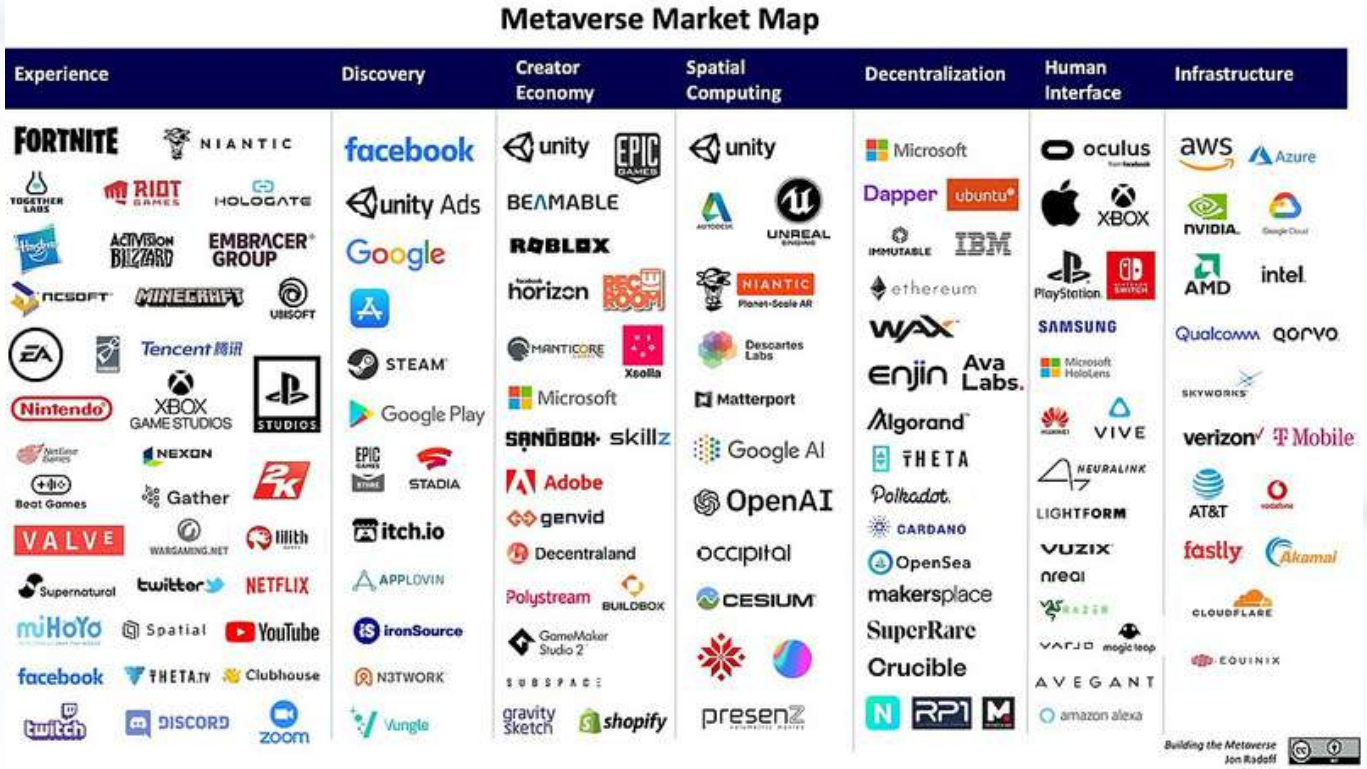 Metaverse Market Map
Experience
Discovery
Creator
Economy
Spatial
Computing
Decentralization
Human
Interface
Infrastructure
FORTNITE
NIANTIC
TOGETHER
LABS
RIOT
GAMES
HOLOGATE
Hasbro
ACTIVISION
BLIZZARD
EMBRACER
GROUP
NCSOFT
MINECRAFT
UBISOFT
EA
Tencent 腾讯
Nintendo
XBOX
GAME STUDIOS
STUDIOS
NetEase
Games
NEXON
2K
Beat Games
Gather
VALVE
WARGAMING.NET
lilith
Supernatural
twitter
NETFLIX
miHoYo
Spatial
YouTube
facebook
THETA.TV
Clubhouse
twitch
DISCORD
zoom
facebook
unity Ads
Google
STEAM
Google Play
EPIC
GAMES
STORE
STADIA
itch.io
APPLOVIN
iS ironSource
N3TWORK
Vungle
unity
EPIC
GAMES
BEAMABLE
ROBLOX
facebook
horizon
REC
ROOM
MANTICORE
GAMES
Xsolla
Microsoft
SANDBOX
skillz
Adobe
genvid
Decentraland
Polystream
BUILDBOX
GameMaker
Studio 2
SUBSPACE
gravity
sketch
shopify
unity
AUTODESK
UNREAL
ENGINE
NIANTIC
Planet-Scale AR
Descartes
Labs
Matterport
Google AI
OpenAI
occipital
CESIUM
presenz
Microsoft
Dapper
ubuntu
IMMUTABLE
IBM
ethereum
WAX
enjin
Ava
Labs.
Algorand
THETA
Polkadot.
CARDANO
OpenSea
makersplace
SuperRare
Crucible
N
RP1
M
oculus
from facebook
XBOX
PlayStation
SWITCH
SAMSUNG
Microsoft
HoloLens
HUAWEI
VIVE
NEURALINK
LIGHTFORM
VUZIX
nreal
RAZER
VARJO
magic leap
AVEGANT
amazon alexa
aws
Azure
NVIDIA.
Google Cloud
AMD
intel.
Qualcomm
QORVO
SKYWORKS
verizon
T Mobile
AT&T
vodafone
fastly
Akamai
CLOUDFLARE
EQUINIX
Building the Metaverse
Jon Radoff
cc